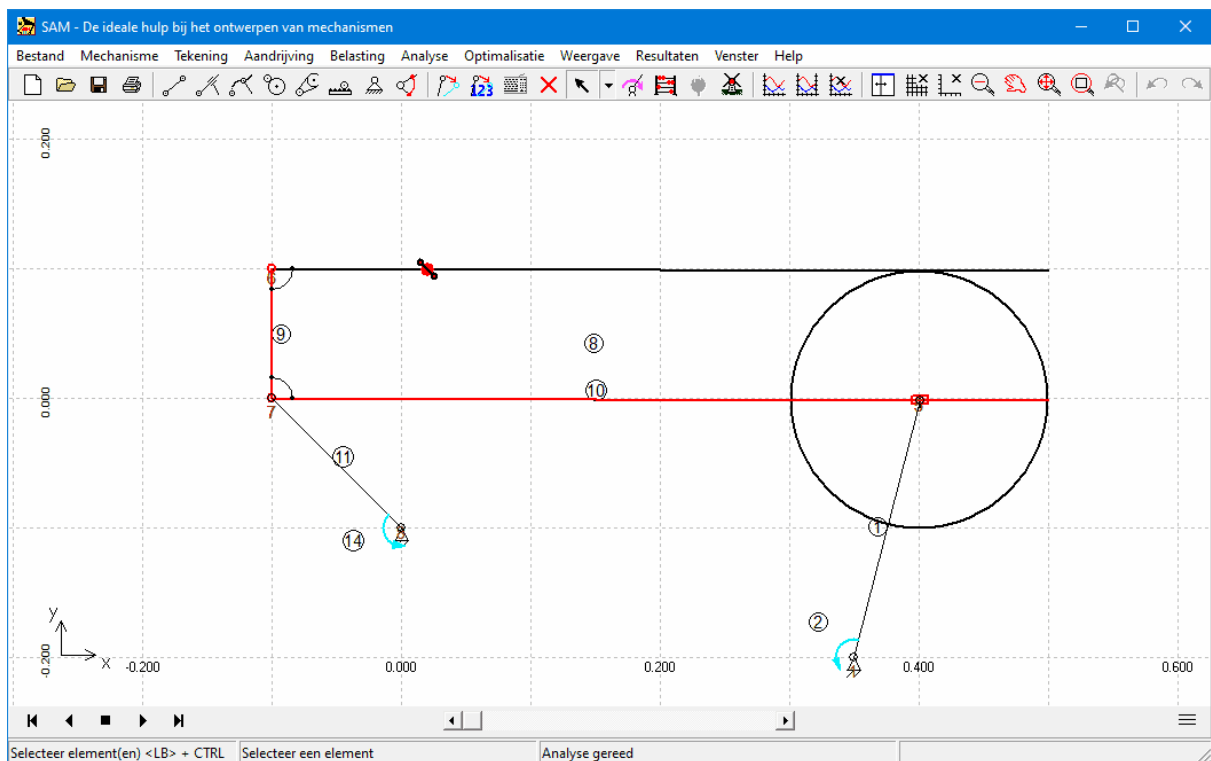 SAM - De ideale hulp bij het ontwerpen van mechanismen
Bestand Mechanisme Tekening Aandrijving Belasting Analyse Optimalisatie Weergave Resultaten Venster Help
123
0.200
6
9
8
10
0.000
7
11
1
14
2
y
x
-0.200
-0.200 0.000 0.200 0.400 0.600
Selecteer element(en) <LB> + CTRL Selecteer een element Analyse gereed